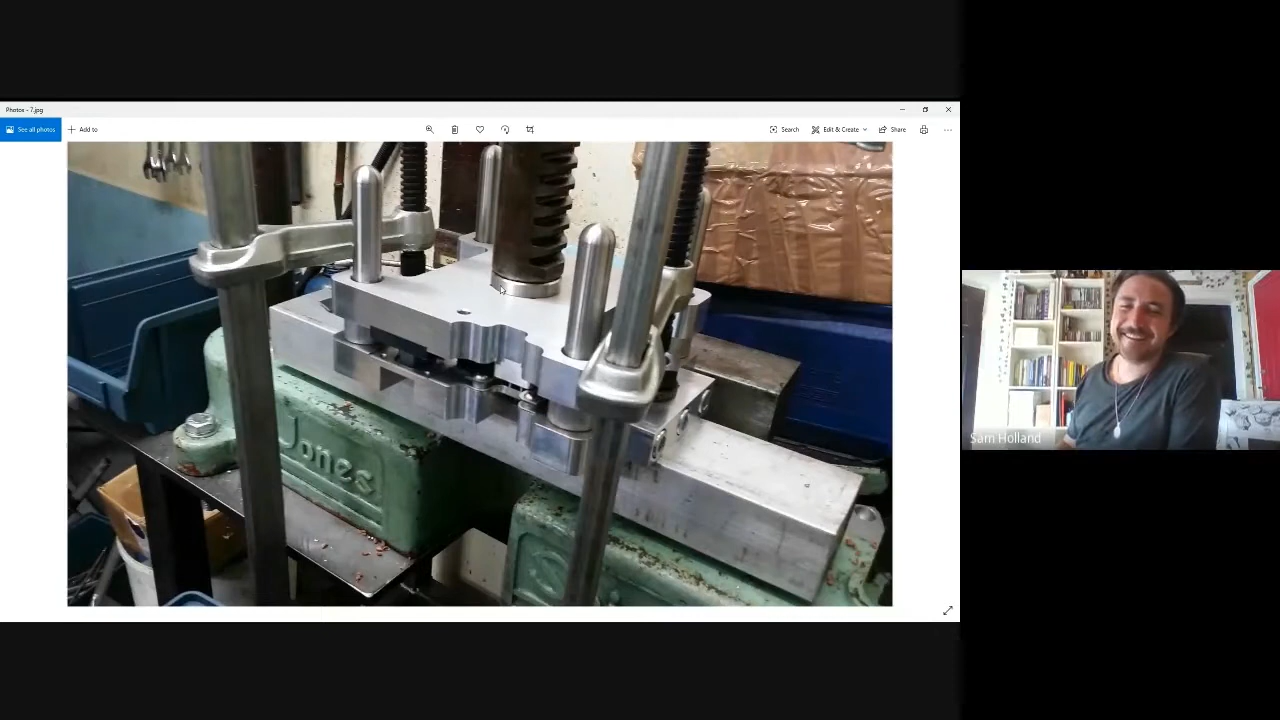 Photos - 7.jpg
See all photos
Add to
Search
Edit & Create
Share
Jones
Sam Holland